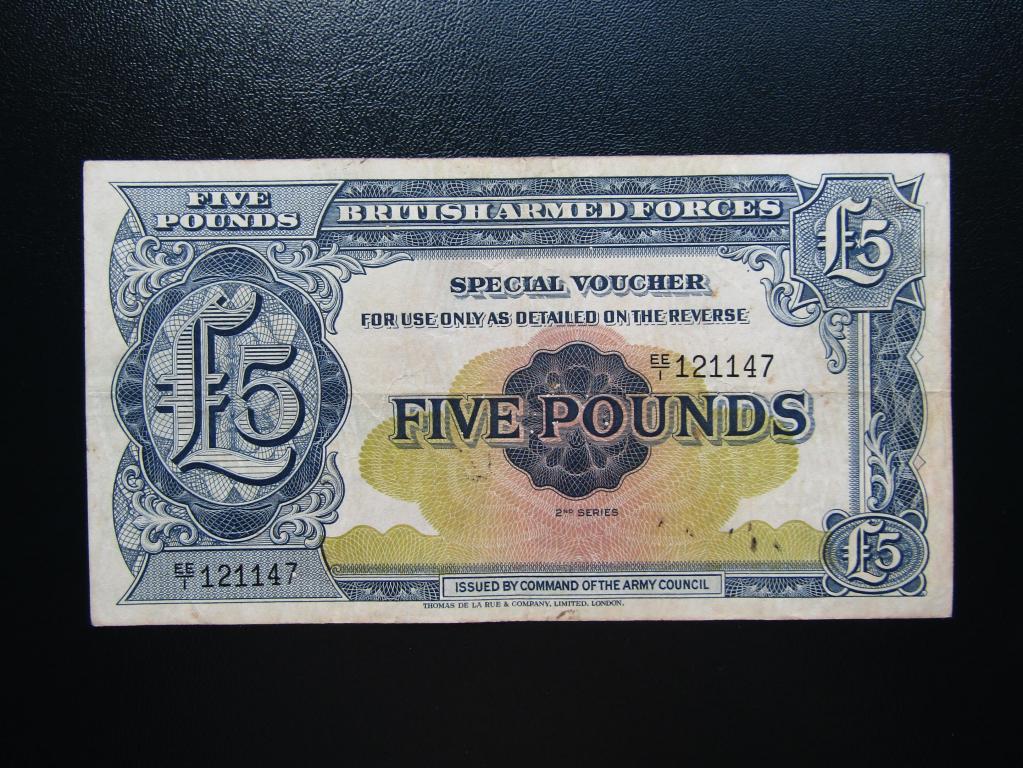 FIVE
POUNDS
BRITISH ARMED FORCES
£5
SPECIAL VOUCHER
FOR USE ONLY AS DETAILED ON THE REVERSE
£5
EE/1 121147
FIVE POUNDS
2ND SERIES
£5
EE/1 121147
ISSUED BY COMMAND OF THE ARMY COUNCIL
THOMAS DE LA RUE & COMPANY, LIMITED, LONDON.